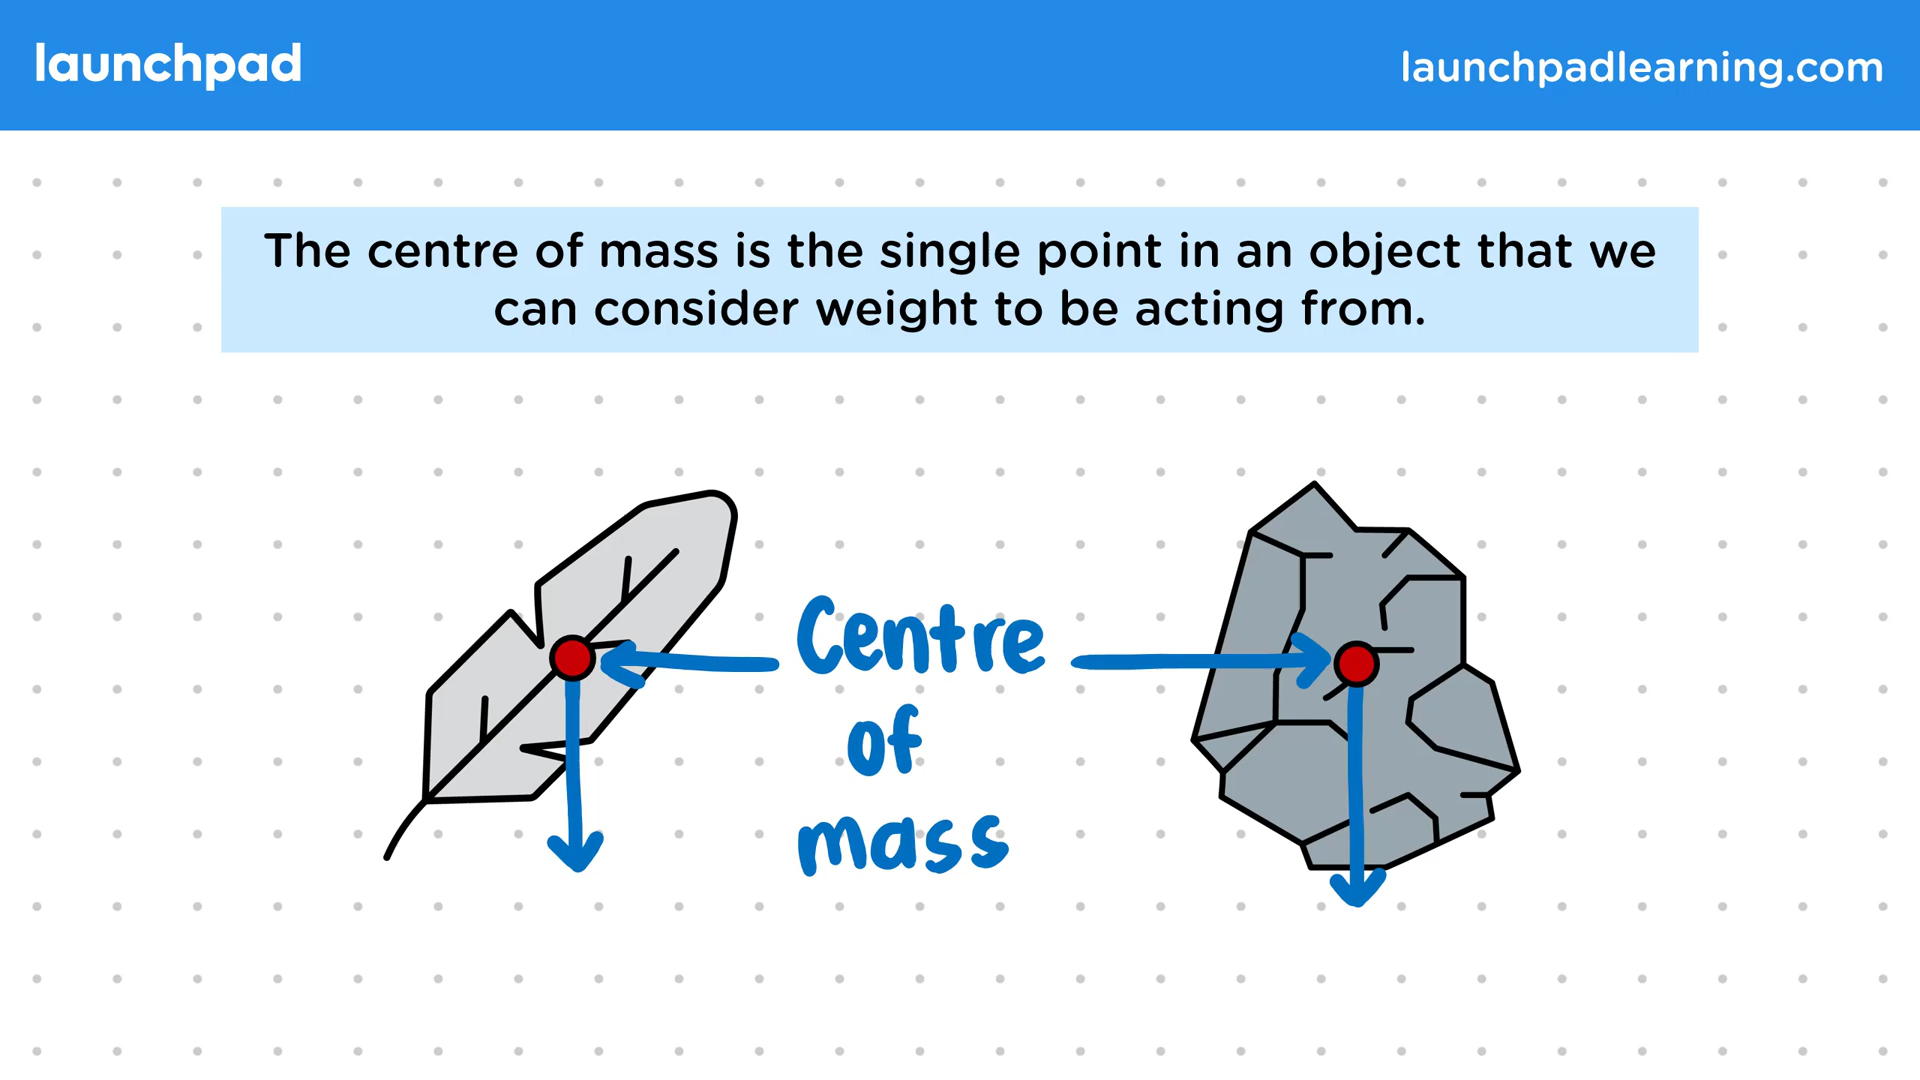 launchpad
launchpadlearning.com
The centre of mass is the single point in an object that we
can consider weight to be acting from.
Centre
of
mass